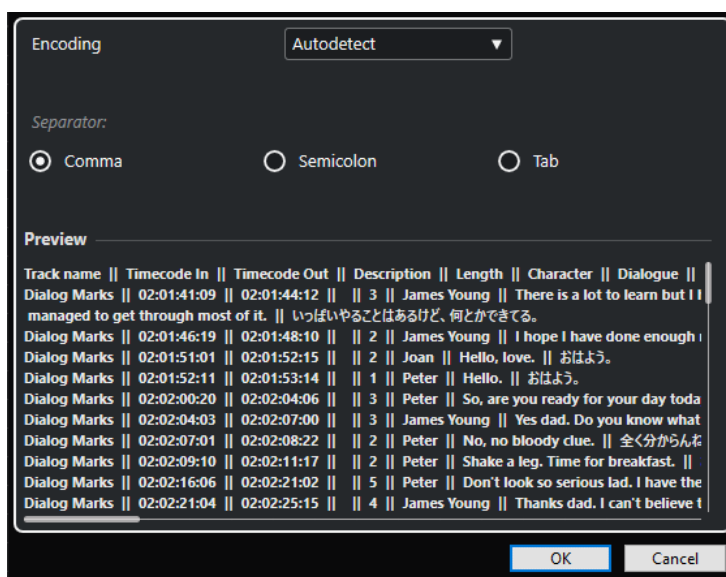 Encoding Autodetect
Separator:
Comma Semicolon Tab
Preview
Track name || Timecode In || Timecode Out || Description || Length || Character || Dialogue ||
Dialog Marks || 02:01:41:09 || 02:01:44:12 || || 3 || James Young || There is a lot to learn but I
managed to get through most of it. || いっぱいやることはあるけど、何とかできてる。
Dialog Marks || 02:01:46:19 || 02:01:48:10 || || 2 || James Young || I hope I have done enough
Dialog Marks || 02:01:51:01 || 02:01:52:15 || || 2 || Joan || Hello, love. || おはよう。
Dialog Marks || 02:01:52:11 || 02:01:53:14 || || 1 || Peter || Hello. || おはよう。
Dialog Marks || 02:02:00:20 || 02:02:04:06 || || 3 || Peter || So, are you ready for your day toda
Dialog Marks || 02:02:04:03 || 02:02:07:00 || || 3 || James Young || Yes dad. Do you know what
Dialog Marks || 02:02:07:01 || 02:02:08:22 || || 2 || Peter || No, no bloody clue. || 全く分からんね
Dialog Marks || 02:02:09:10 || 02:02:11:17 || || 2 || Peter || Shake a leg. Time for breakfast. ||
Dialog Marks || 02:02:16:06 || 02:02:21:02 || || 5 || Peter || Don't look so serious lad. I have the
Dialog Marks || 02:02:21:04 || 02:02:25:15 || || 4 || James Young || Thanks dad. I can't believe t
OK Cancel